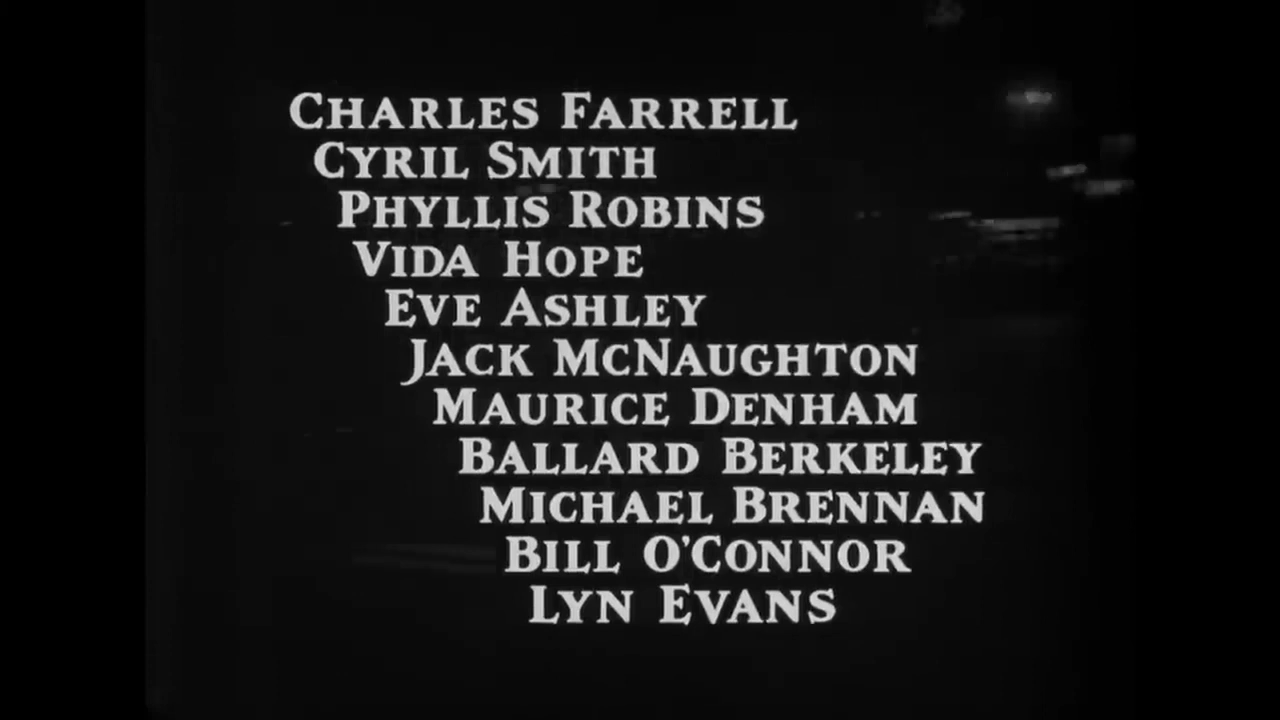 CHARLES FARRELL
CYRIL SMITH
PHYLLIS ROBINS
VIDA HOPE
EVE ASHLEY
JACK MCNAUGHTON
MAURICE DENHAM
BALLARD BERKELEY
MICHAEL BRENNAN
BILL O'CONNOR
LYN EVANS